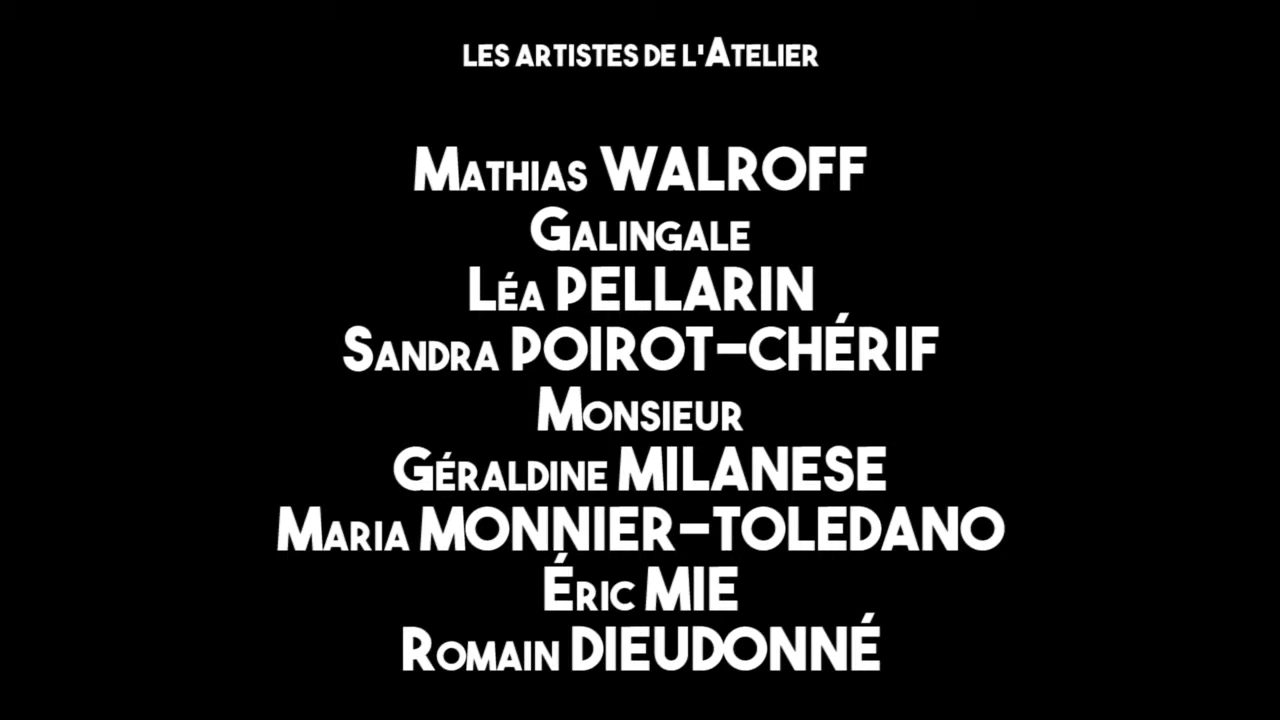 les artistes de l'Atelier
Mathias WALROFF
Galingale
Léa PELLARIN
Sandra POIROT-CHÉRIF
Monsieur
Géraldine MILANESE
Maria MONNIER-TOLEDANO
Éric MIE
Romain DIEUDONNÉ